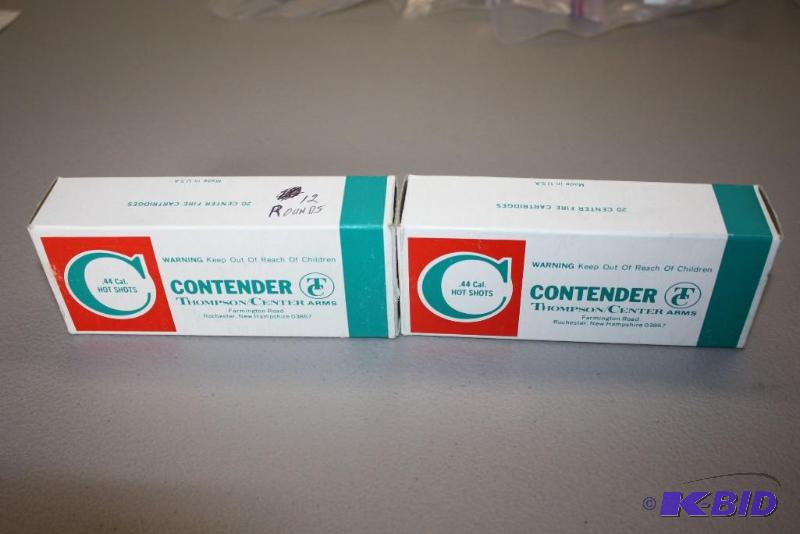 Made in U.S.A.
20 CENTER FIRE CARTRIDGES
12
ROUNDS
WARNING Keep Out Of Reach Of Children
.44 Cal.
HOT SHOTS
C
CONTENDER
TC
THOMPSON/CENTER ARMS
Farmington Road
Rochester, New Hampshire 03867
Made in U.S.A.
20 CENTER FIRE CARTRIDGES
WARNING Keep Out Of Reach Of Children
.44 Cal.
HOT SHOTS
C
CONTENDER
TC
THOMPSON/CENTER ARMS
Farmington Road
Rochester, New Hampshire 03867
© K-BID